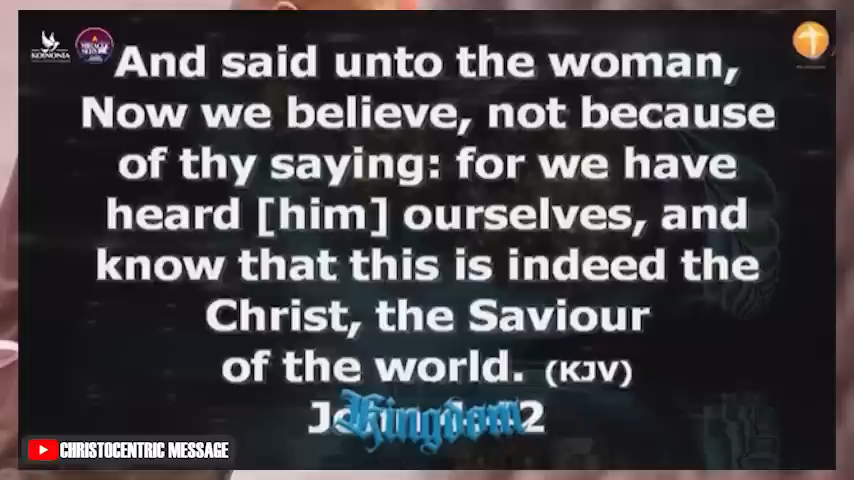 KOINONIA
And said unto the woman,
Now we believe, not because
of thy saying: for we have
heard [him] ourselves, and
know that this is indeed the
Christ, the Saviour
of the world. (KJV)
Kingdom
CHRISTOCENTRIC MESSAGE